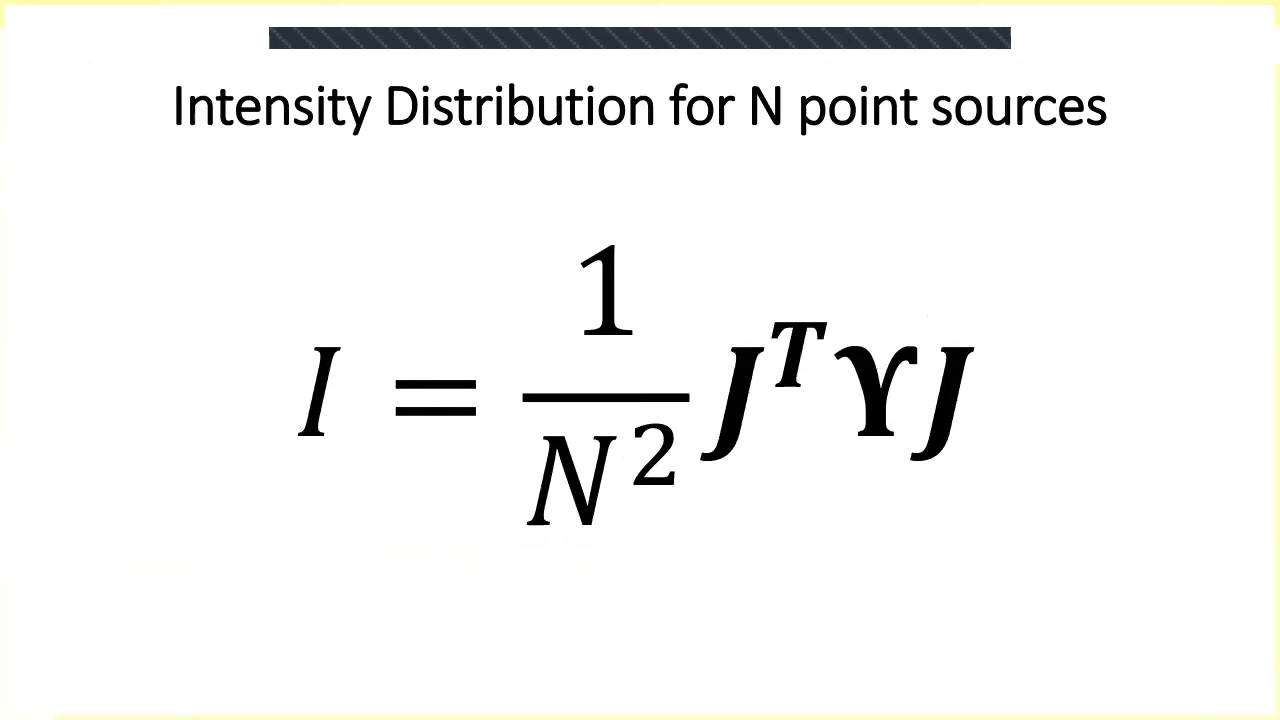 Intensity Distribution for N point sources
I = 1/N² J^T ϒ J